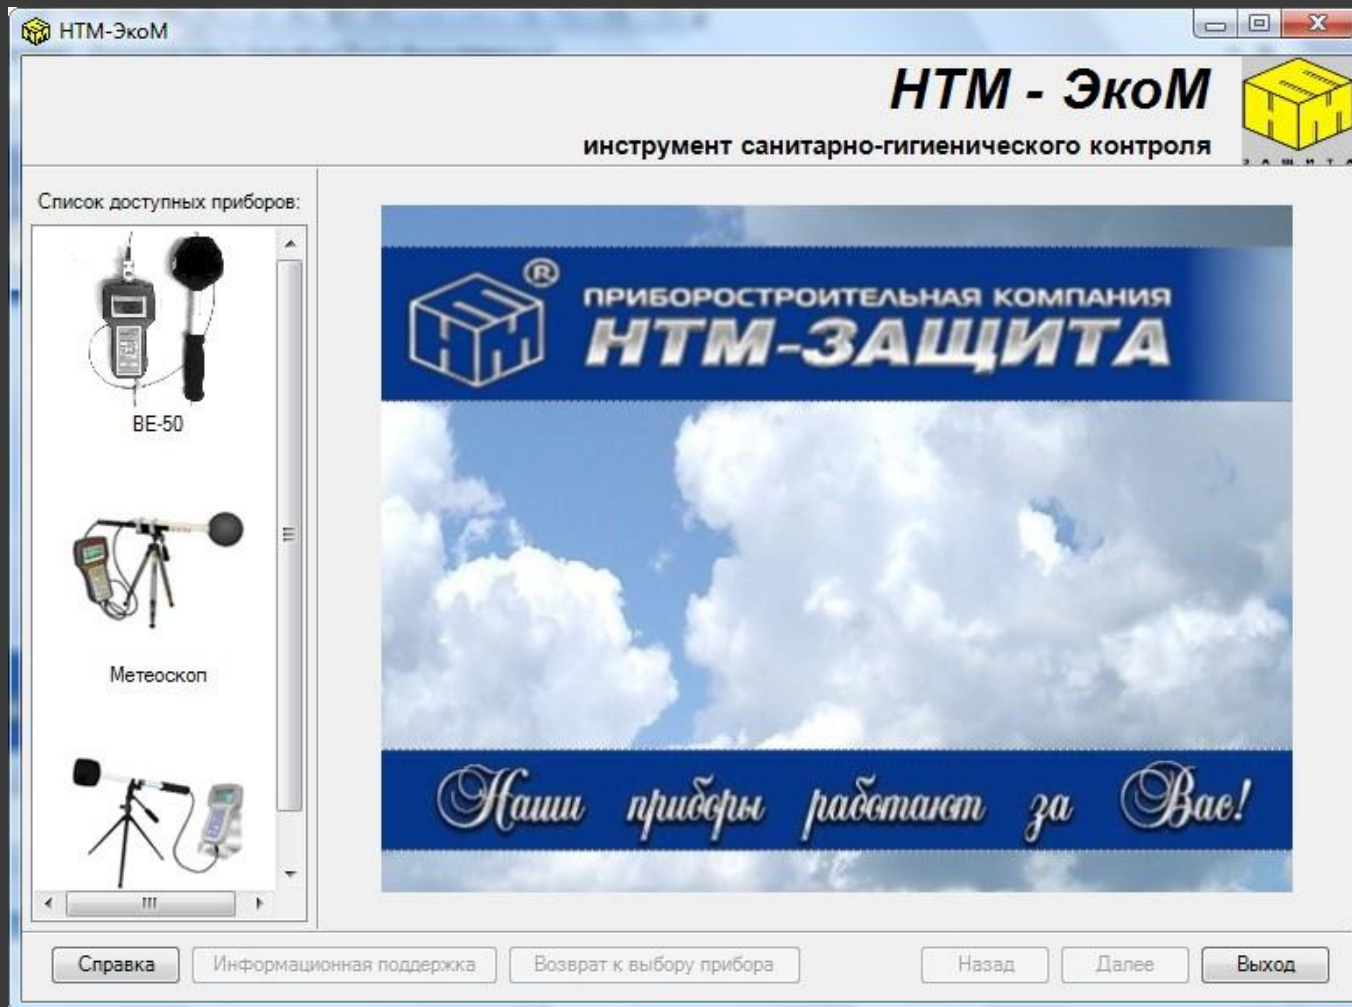 НТМ-ЭкоМ
НТМ - ЭкоМ
инструмент санитарно-гигиенического контроля
ЗАЩИТА
Список доступных приборов:
ВЕ-50
Метеоскоп
®
ПРИБОРОСТРОИТЕЛЬНАЯ КОМПАНИЯ
НТМ-ЗАЩИТА
Наши приборы работают за Вас!
Справка
Информационная поддержка
Возврат к выбору прибора
Назад
Далее
Выход